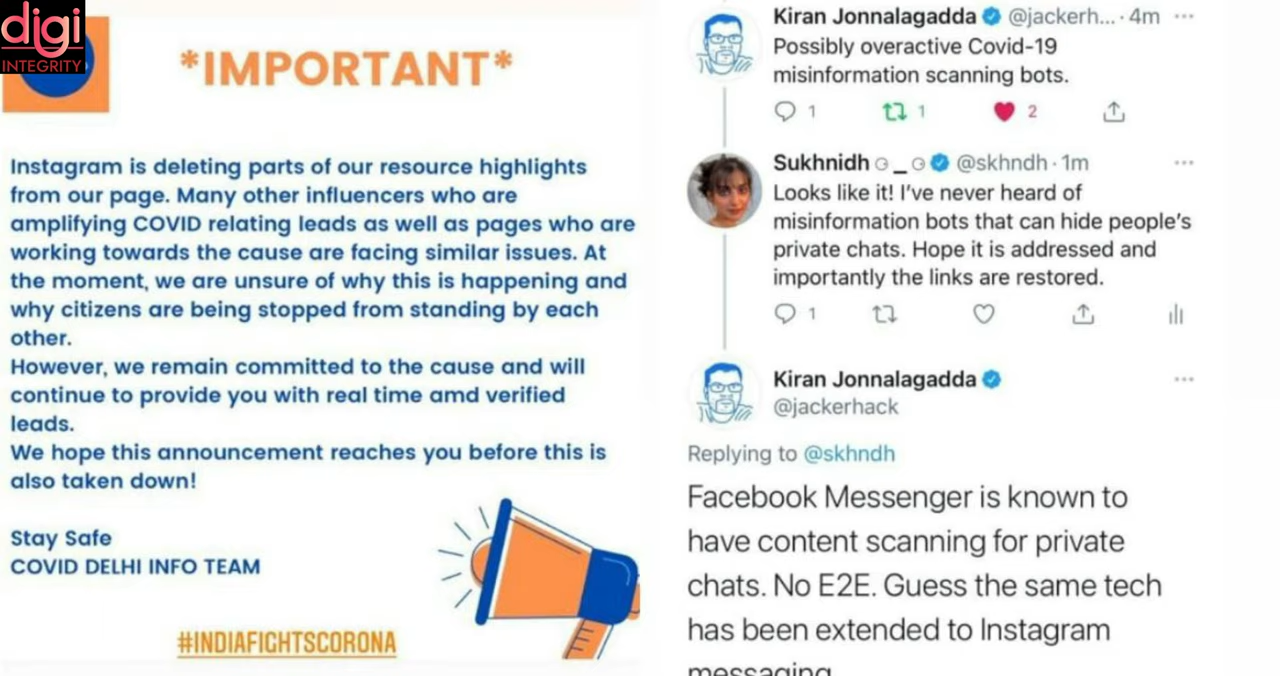 digi
INTEGRITY
*IMPORTANT*
Instagram is deleting parts of our resource highlights
from our page. Many other influencers who are
amplifying COVID relating leads as well as pages who are
working towards the cause are facing similar issues. At
the moment, we are unsure of why this is happening and
why citizens are being stopped from standing by each
other.
However, we remain committed to the cause and will
continue to provide you with real time amd verified
leads.
We hope this announcement reaches you before this is
also taken down!
Stay Safe
COVID DELHI INFO TEAM
#INDIAFIGHTSCORONA
Kiran Jonnalagadda @jackerh... · 4m ···
Possibly overactive Covid-19
misinformation scanning bots.
1 1 2
Sukhnidh ⚆_⚆ @skhndh · 1m ···
Looks like it! I’ve never heard of
misinformation bots that can hide people’s
private chats. Hope it is addressed and
importantly the links are restored.
1
Kiran Jonnalagadda ···
@jackerhack
Replying to @skhndh
Facebook Messenger is known to
have content scanning for private
chats. No E2E. Guess the same tech
has been extended to Instagram
messaging